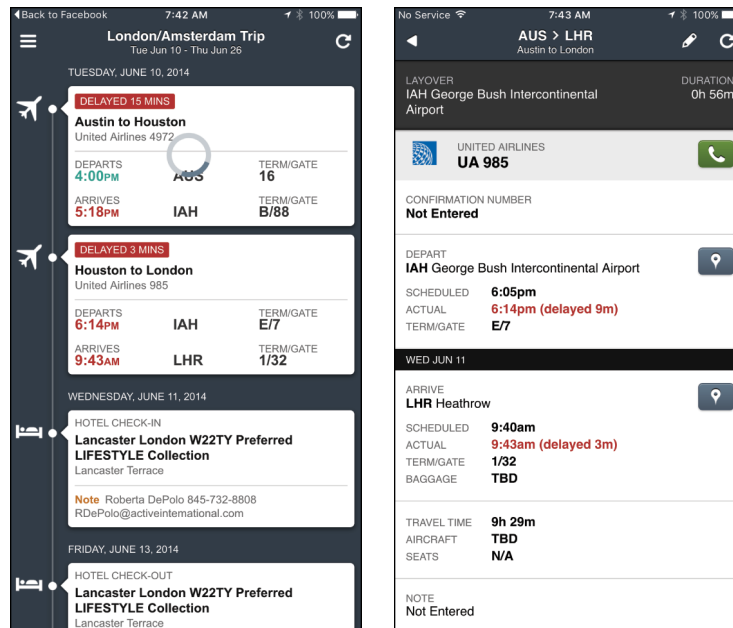 Back to Facebook 7:42 AM 100%
London/Amsterdam Trip
Tue Jun 10 - Thu Jun 26
TUESDAY, JUNE 10, 2014
DELAYED 15 MINS
Austin to Houston
United Airlines 4972
DEPARTS TERM/GATE
4:00PM AUS 16
ARRIVES TERM/GATE
5:18PM IAH B/88
DELAYED 3 MINS
Houston to London
United Airlines 985
DEPARTS TERM/GATE
6:14PM IAH E/7
ARRIVES TERM/GATE
9:43AM LHR 1/32
WEDNESDAY, JUNE 11, 2014
HOTEL CHECK-IN
Lancaster London W22TY Preferred
LIFESTYLE Collection
Lancaster Terrace
Note Roberta DePolo 845-732-8808
RDePolo@activeinternational.com
FRIDAY, JUNE 13, 2014
HOTEL CHECK-OUT
Lancaster London W22TY Preferred
LIFESTYLE Collection
Lancaster Terrace
No Service 7:43 AM 100%
AUS > LHR
Austin to London
LAYOVER DURATION
IAH George Bush Intercontinental 0h 56m
Airport
UNITED AIRLINES
UA 985
CONFIRMATION NUMBER
Not Entered
DEPART
IAH George Bush Intercontinental Airport
SCHEDULED 6:05pm
ACTUAL 6:14pm (delayed 9m)
TERM/GATE E/7
WED JUN 11
ARRIVE
LHR Heathrow
SCHEDULED 9:40am
ACTUAL 9:43am (delayed 3m)
TERM/GATE 1/32
BAGGAGE TBD
TRAVEL TIME 9h 29m
AIRCRAFT TBD
SEATS N/A
NOTE
Not Entered